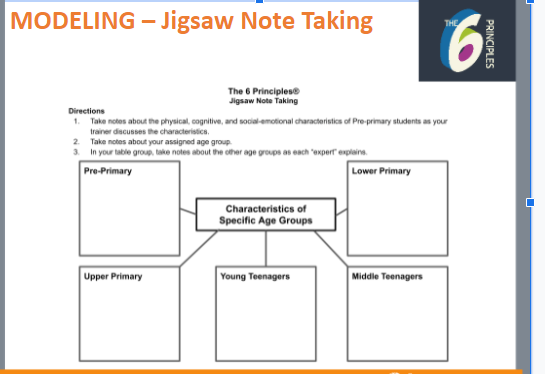 MODELING – Jigsaw Note Taking
THE
6
PRINCIPLES
The 6 Principles®
Jigsaw Note Taking
Directions
1. Take notes about the physical, cognitive, and social-emotional characteristics of Pre-primary students as your
trainer discusses the characteristics.
2. Take notes about your assigned age group.
3. In your table group, take notes about the other age groups as each "expert" explains.
Pre-Primary
Lower Primary
Characteristics of
Specific Age Groups
Upper Primary
Young Teenagers
Middle Teenagers